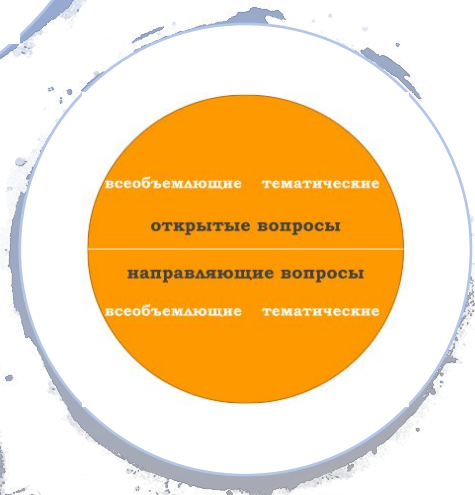 всеобъемлющие тематические
открытые вопросы
направляющие вопросы
всеобъемлющие тематические